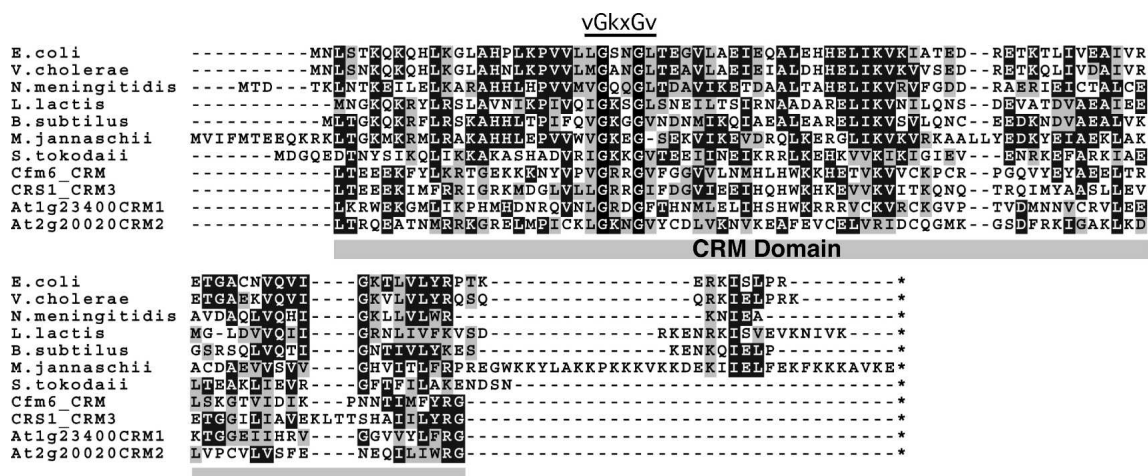 vGkxGv
E.coli ----------MNLSTKQKQHLKGLAHPLKPVVLLGSNGLTEGVLAEIEQALEHHELIKVKIATED--RETKTLIVEAIVR
V.cholerae ----------MNLSNKQKQHLKGLAHNLKPVVLMGANGLTEAVLAEIEIALDHHELIKVKVVSED--RETKQLIVDAIVR
N.meningitidis ----MTD---TKLNTKEILELKARAHHLHPVVMVGQQGLTDAVIKETDAALTAHELIKVRVFGDD--RAERIEICTALCE
L.lactis ------------MNGKQKRYLRSLAVNIKPIVQIGKSGLSNEILTSIRNAADARELIKVNILQNS--DEVATDVAEAIEE
B.subtilus ------------MLTGKQKRFLRSKAHHLTPIFQVGKGGVNDNMIKQIAEALEARELIKVSVLQNC--EEDKNDVAEALVK
M.jannaschii MVIFMTEEQKRKLTGKMKRMLRAKAHHLEPVVWVGKEG-SEKVIKEVDRQLKERGLIKVKVRKAALLYEDKYEIAEKLAK
S.tokodaii -------MDGQEDTNYSIKQLIKKAKASHADVRIGKKGVTEEIINEIKRRLKEHKVVKIKIGIEV---ENRKEFARKIAE
Cfm6_CRM ------------LTEEEKFYLKRTGEKKKNYVPVGRRGVFGGVVLNMHLHWKKHETVKVVCKPCR--PGQVYEYAEELTR
CRS1_CRM3 ------------LTEEEKIMFRRIGRKMDGLVLLGRRGIFDGVIEEIHQHWKHKEVVKVITKQNQ--TRQIMYAASLLEV
At1g23400CRM1 ------------LKRWEKGMLIKPHMHDNRQVNLGRDGFTHNMLELIHSHWKRRRVCKVRCKGVP--TVDMNNVCRVLEE
At2g20020CRM2 ------------LTRQEATNMRRKGRELMPICKLGKNGVYCDLVKNVKEAFEVCELVRIDCQGMK--GSDFRKIGAKLKD
CRM Domain
E.coli ETGACNVQVI----GKTLVLYRPTK-----------------ERKISLPR-------*
V.cholerae ETGAEKVQVI----GKVLVLYRQSQ-----------------QRKIELPRK------*
N.meningitidis AVDAQLVQHI----GKLLVLWR--------------------KNIEA---------*
L.lactis MG-LDVVQII----GRNLIVFKVSD--------------RKENRKISVEVKNIVK----*
B.subtilus GSRSQLVQTI----GNTIVLYKES---------------KENKQIELP---------*
M.jannaschii ACDAEVVSVV----GHVITLFRPREGWKKYLAKKPKKKVKKDEKIIELFEKFKKKAVKE*
S.tokodaii LTEAKLIEVR----GFTFILAKENDSN--------------------------------*
Cfm6_CRM LSKGTVIDIK----PNNTIMFYRG-----------------------------------*
CRS1_CRM3 ETGGILIAVEKLTTSHAIILYRG------------------------------------*
At1g23400CRM1 KTGGEIIHRV----GGVVYLFRG------------------------------------*
At2g20020CRM2 LVPCVLVSFE----NEQILIWRG------------------------------------*